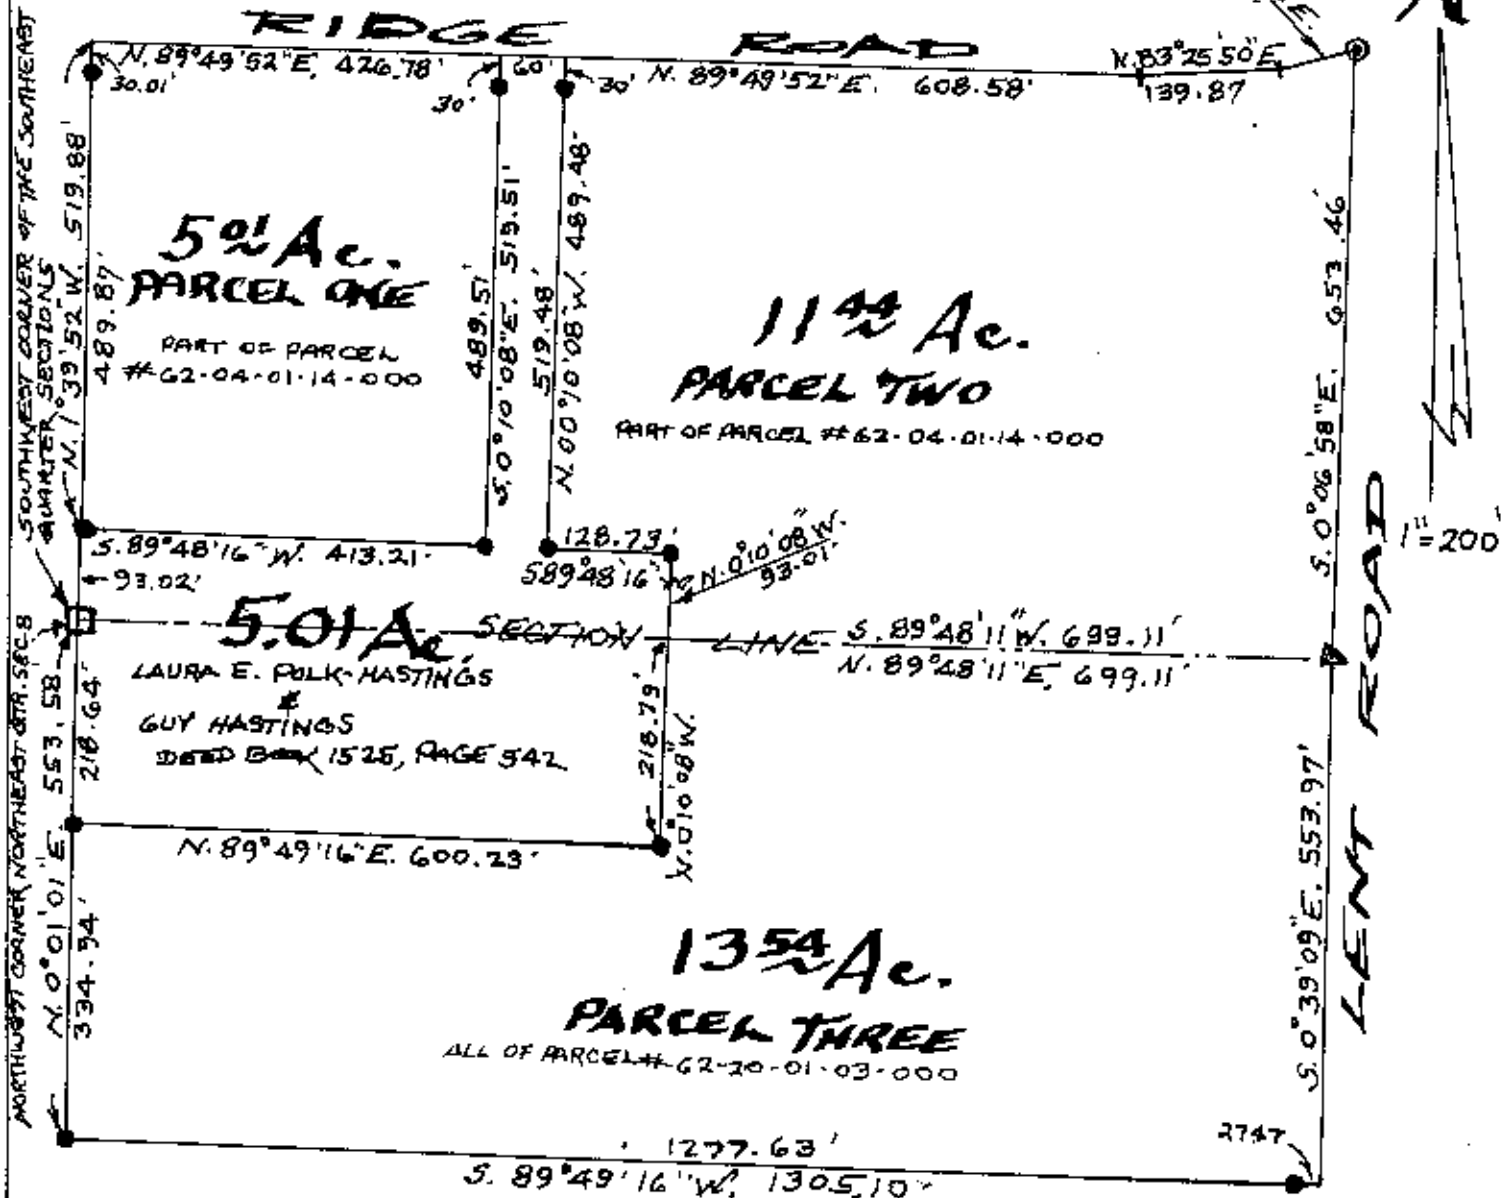 RIDGE ROAD
N. 89°49'52"E. 426.78'
60'
30.01'
30'
30'
N. 89°49'52"E. 608.58'
N. 83°25'50"E
139.87
E.
SOUTHWEST CORNER OF THE SOUTHEAST
QUARTER, SECTION 5
N. 1°39'52"W. 519.88'
489.87'
5 01 Ac.
PARCEL ONE
PART OF PARCEL
#62-04-01-14-000
489.51'
S. 0°10'08"E. 519.51'
519.48'
N. 00°10'08"W. 489.48'
11 44 Ac.
PARCEL TWO
PART OF PARCEL #62-04-01-14-000
S. 0°06'58"E. 653.46'
1"=200'
S. 89°48'16"W. 413.21'
93.02'
128.73'
S89°48'16"
N. 0°10'08"W.
93.01'
5.01 Ac.
SECTION LINE
S. 89°48'11"W. 699.11'
N. 89°48'11"E. 699.11'
LAURA E. POLK-HASTINGS
&
GUY HASTINGS
DEED BOOK 1525, PAGE 542
218.79'
N. 0°10'08"W.
NORTHWEST CORNER NORTHEAST QTR. SEC. 8
N. 0°01'01"E. 553.58
218.64'
334.94'
N. 89°49'16"E. 600.23'
13 54 Ac.
PARCEL THREE
ALL OF PARCEL #62-20-01-03-000
S. 0°39'09"E. 553.97'
LENT ROAD
2747
1277.63'
S. 89°49'16"W. 1305.10'